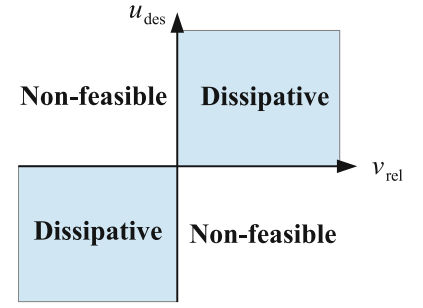 u_des
Non-feasible
Dissipative
v_rel
Dissipative
Non-feasible